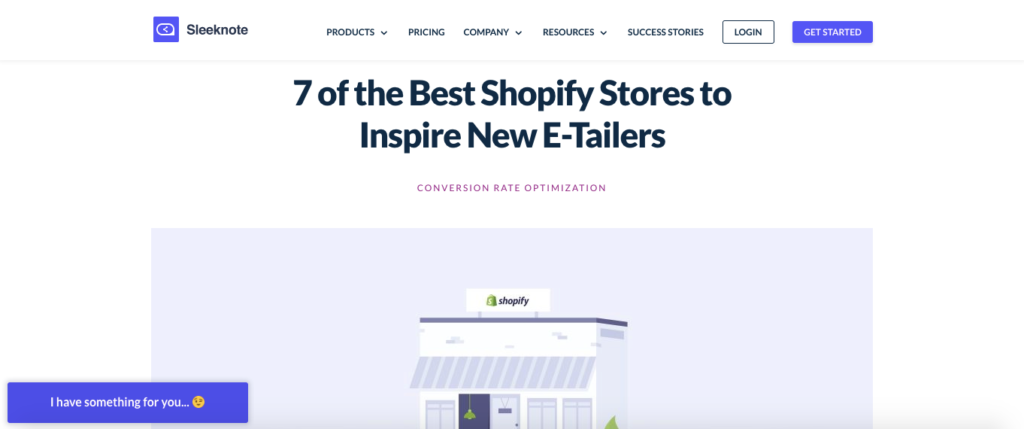 Sleeknote
PRODUCTS PRICING COMPANY RESOURCES SUCCESS STORIES LOGIN GET STARTED
7 of the Best Shopify Stores to
Inspire New E-Tailers
CONVERSION RATE OPTIMIZATION
shopify
I have something for you... 😉